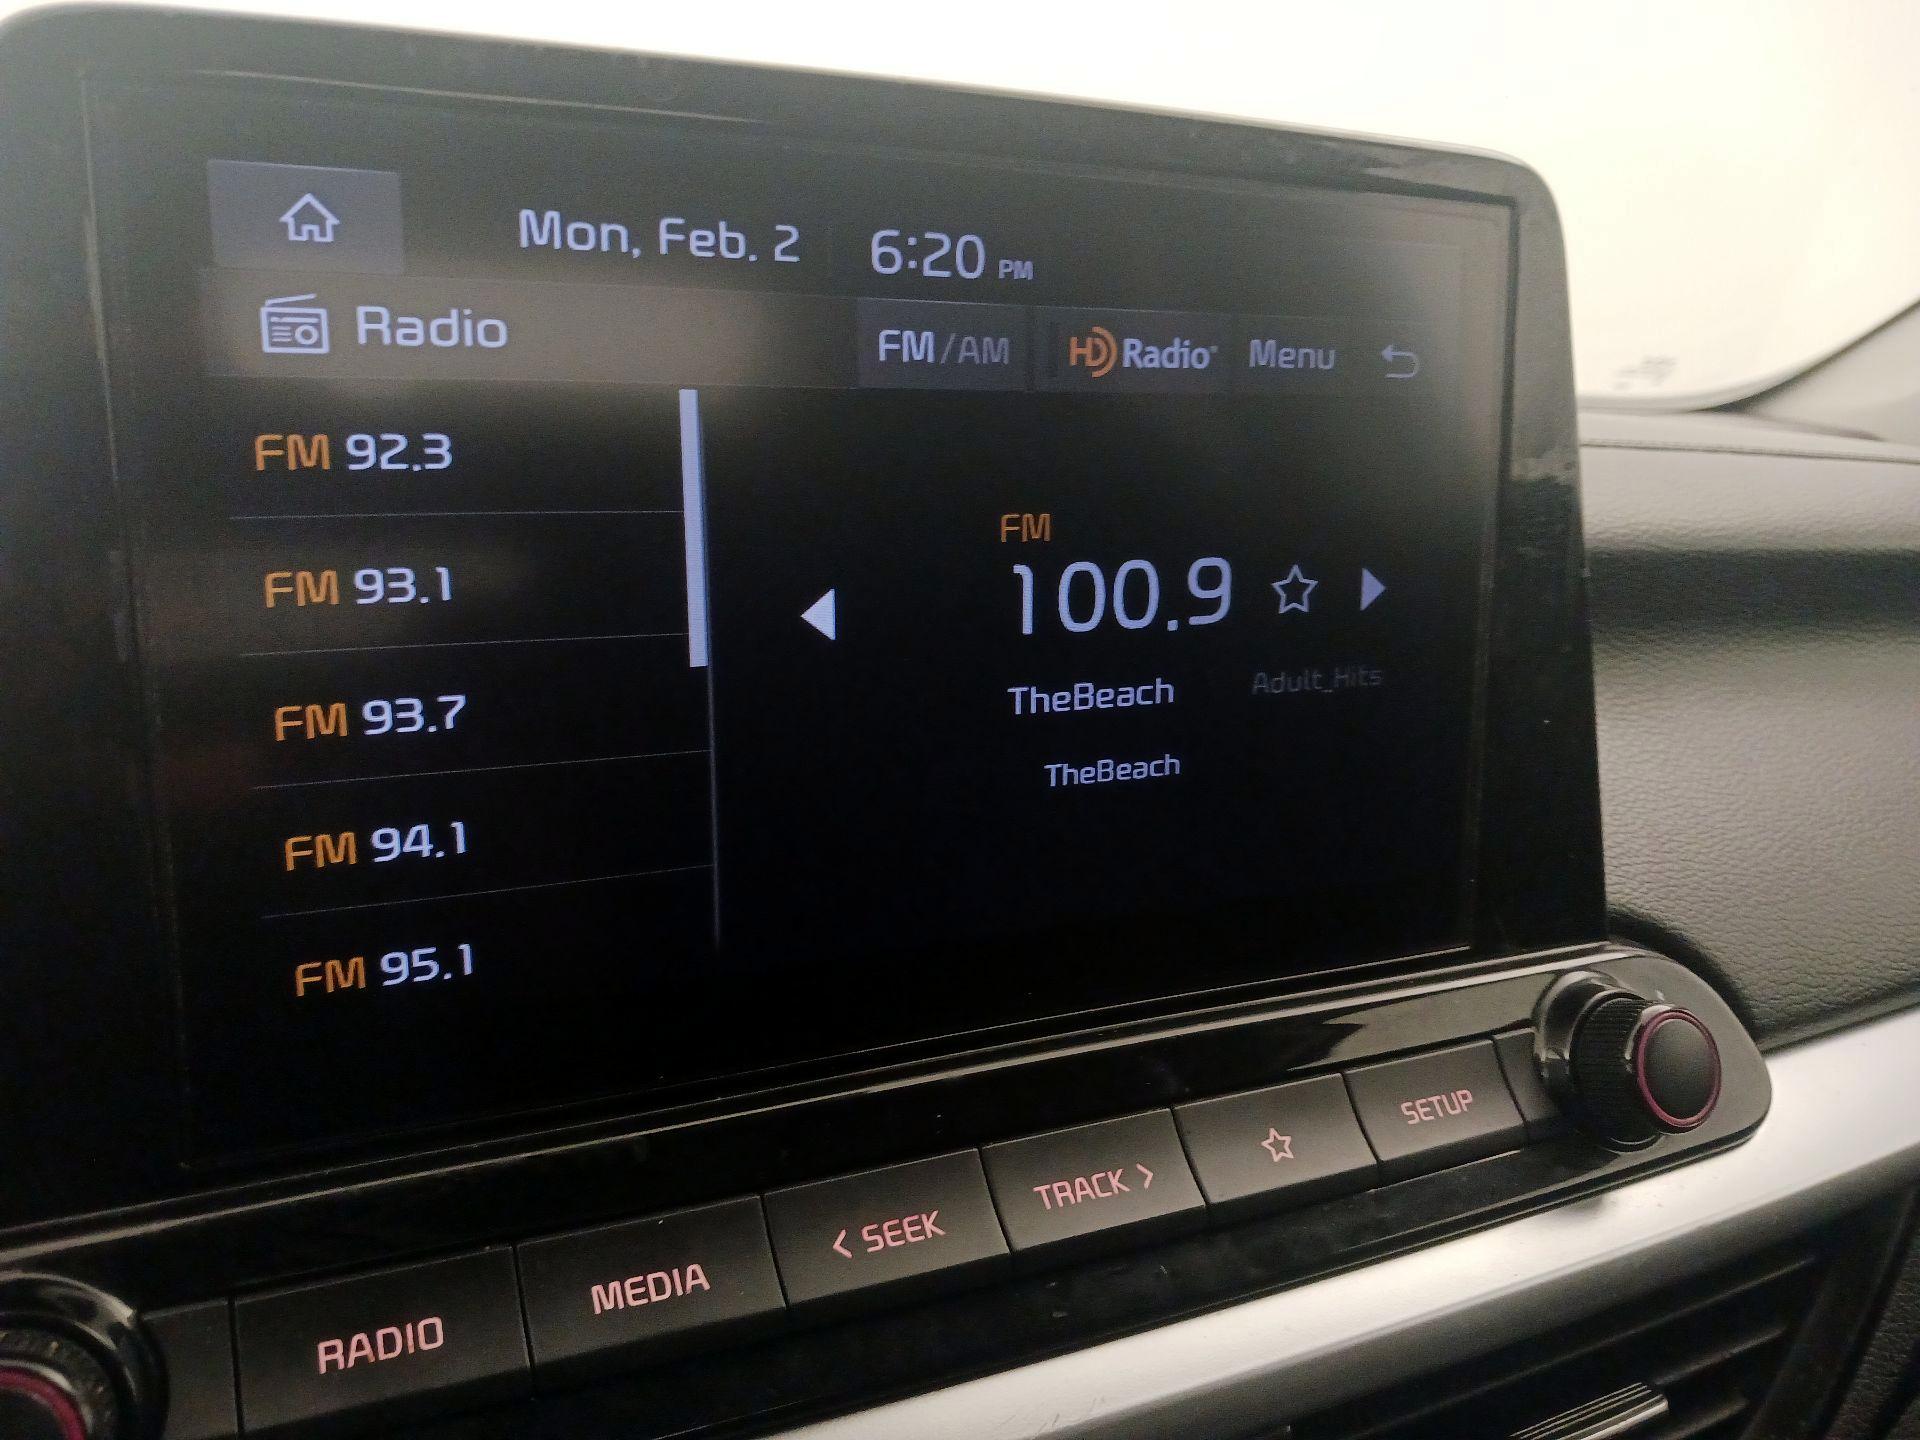 Mon, Feb. 2 6:20 PM
Radio FM/AM HD Radio Menu
FM 92.3
FM 93.1
FM 93.7
FM 94.1
FM 95.1
FM
100.9
TheBeach Adult_Hits
TheBeach
RADIO MEDIA < SEEK TRACK > SETUP